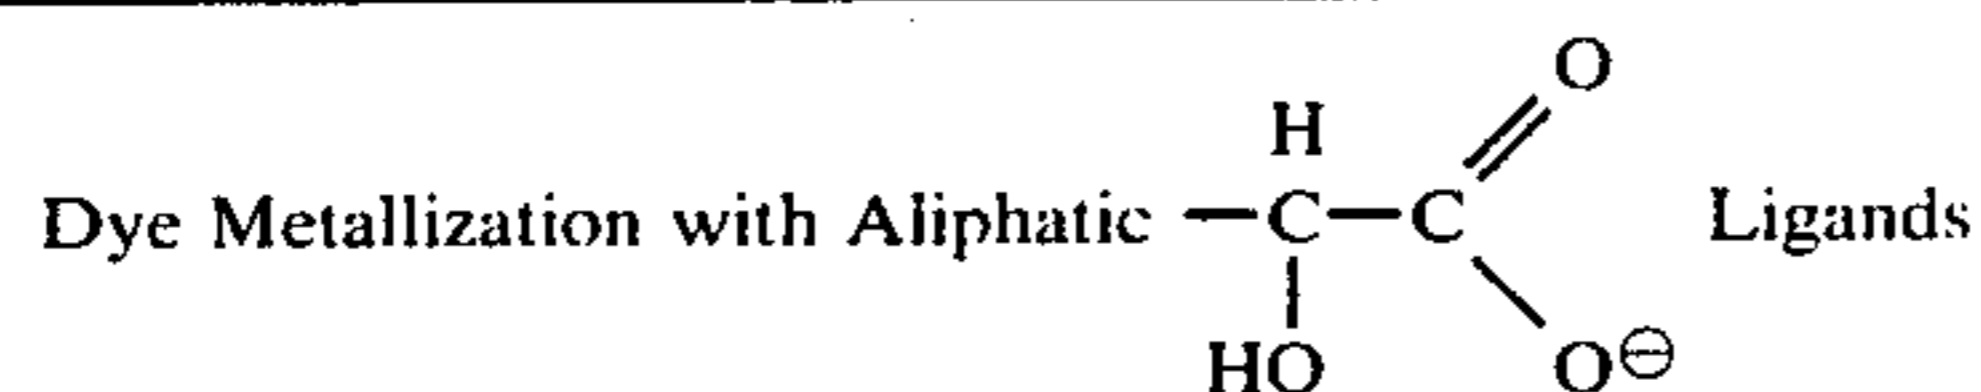 O
H
Dye Metallization with Aliphatic —C—C Ligands
HO O⊖